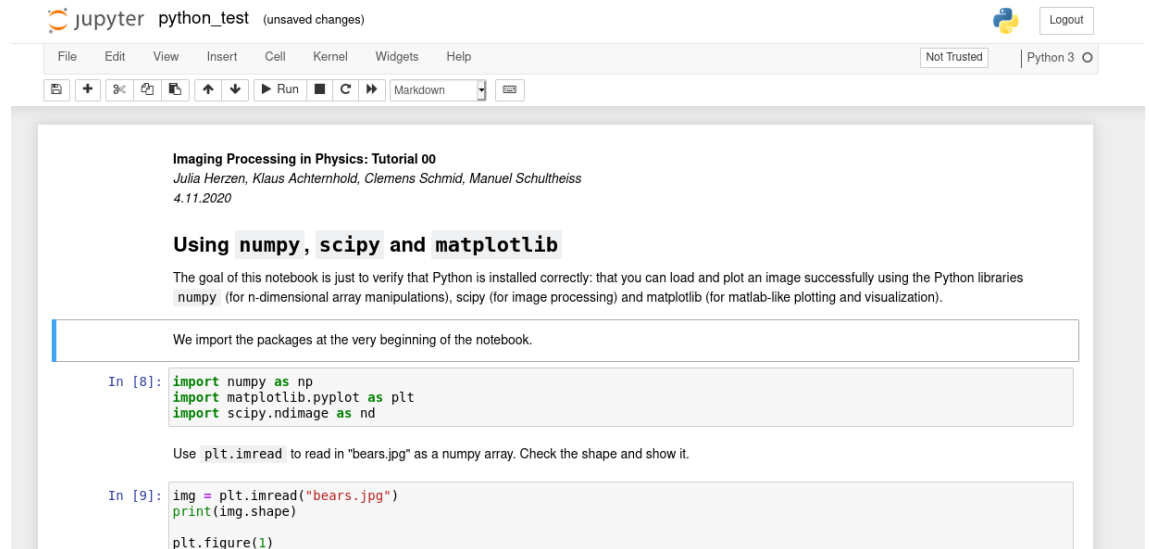 jupyter python_test (unsaved changes)
Logout
File Edit View Insert Cell Kernel Widgets Help
Not Trusted
Python 3
Run
Markdown
Imaging Processing in Physics: Tutorial 00
Julia Herzen, Klaus Achternhold, Clemens Schmid, Manuel Schultheiss
4.11.2020
Using numpy, scipy and matplotlib
The goal of this notebook is just to verify that Python is installed correctly: that you can load and plot an image successfully using the Python libraries
numpy (for n-dimensional array manipulations), scipy (for image processing) and matplotlib (for matlab-like plotting and visualization).
We import the packages at the very beginning of the notebook.
In [8]: import numpy as np
import matplotlib.pyplot as plt
import scipy.ndimage as nd
Use plt.imread to read in "bears.jpg" as a numpy array. Check the shape and show it.
In [9]: img = plt.imread("bears.jpg")
print(img.shape)
plt.figure(1)